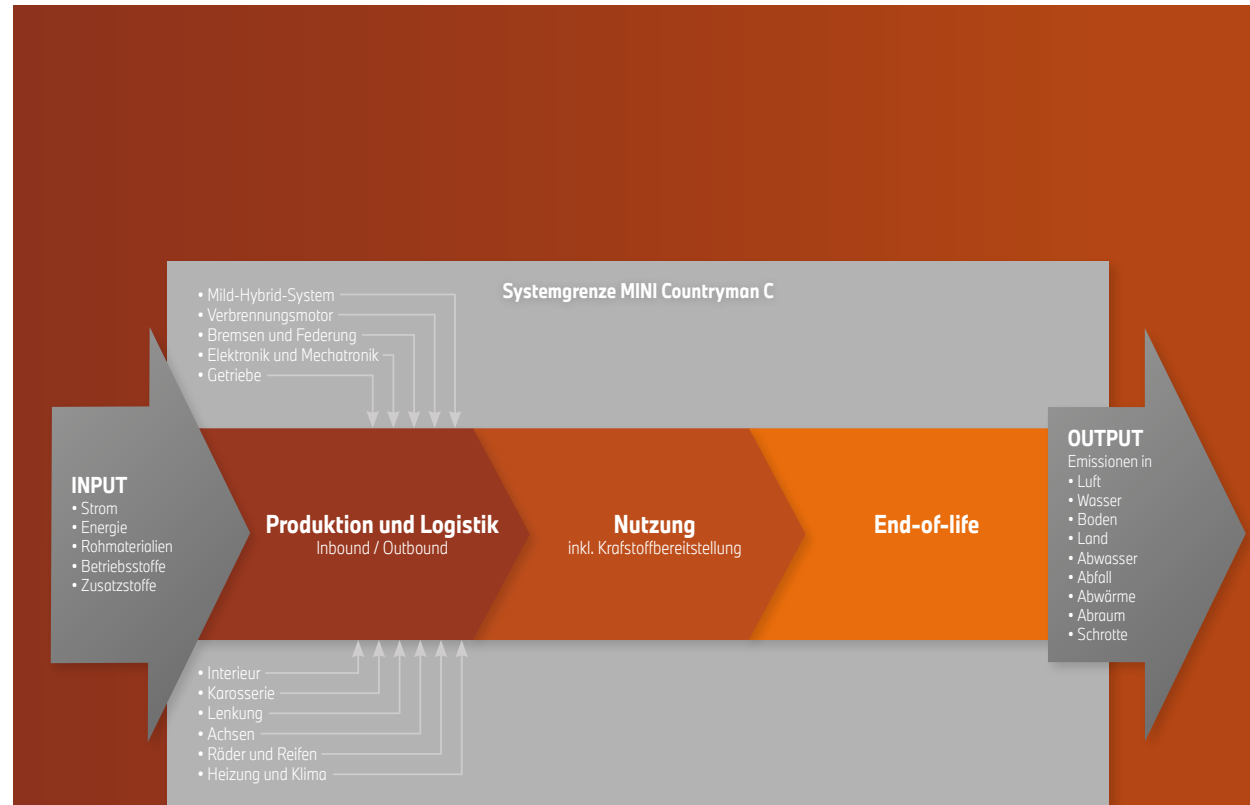 Systemgrenze MINI Countryman C
• Mild-Hybrid-System
• Verbrennungsmotor
• Bremsen und Federung
• Elektronik und Mechatronik
• Getriebe
INPUT
• Strom
• Energie
• Rohmaterialien
• Betriebsstoffe
• Zusatzstoffe
Produktion und Logistik
Inbound / Outbound
Nutzung
inkl. Krafstoffbereitstellung
End-of-life
OUTPUT
Emissionen in
• Luft
• Wasser
• Boden
• Land
• Abwasser
• Abfall
• Abwärme
• Abraum
• Schrotte
• Interieur
• Karosserie
• Lenkung
• Achsen
• Räder und Reifen
• Heizung und Klima